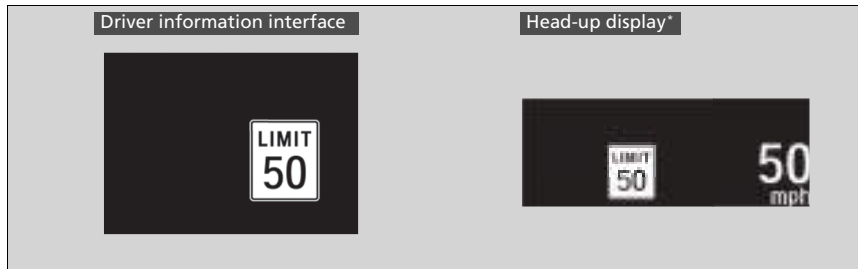 Driver information interface
Head-up display*
LIMIT
50
LIMIT
50
50
mph